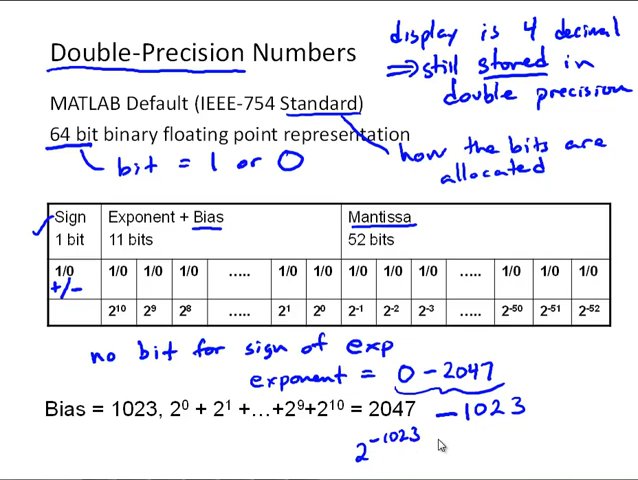 Double-Precision Numbers
display is 4 decimal
⇒ still stored in
double precision
MATLAB Default (IEEE-754 Standard)
64 bit binary floating point representation
bit = 1 or 0
how the bits are
allocated
Sign Exponent + Bias Mantissa
1 bit 11 bits 52 bits
1/0 1/0 1/0 1/0 ..... 1/0 1/0 1/0 1/0 1/0 ..... 1/0 1/0 1/0
+/-
2¹⁰ 2⁹ 2⁸ ..... 2¹ 2⁰ 2⁻¹ 2⁻² 2⁻³ ..... 2⁻⁵⁰ 2⁻⁵¹ 2⁻⁵²
no bit for sign of exp
exponent = 0 - 2047
Bias = 1023, 2⁰ + 2¹ +…+2⁹+2¹⁰ = 2047 - 1023
2⁻¹⁰²³